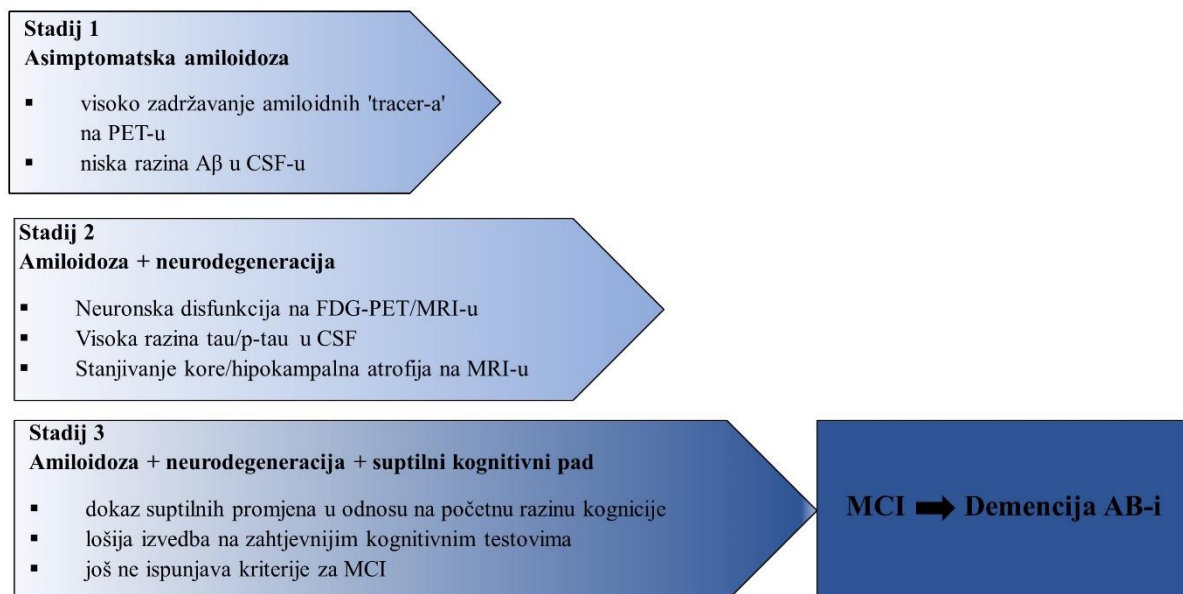 Stadij 1
Asimptomatska amiloidoza
▪ visoko zadržavanje amiloidnih 'tracer-a'
na PET-u
▪ niska razina Aβ u CSF-u
Stadij 2
Amiloidoza + neurodegeneracija
▪ Neuronska disfunkcija na FDG-PET/MRI-u
▪ Visoka razina tau/p-tau u CSF
▪ Stanjivanje kore/hipokampalna atrofija na MRI-u
Stadij 3
Amiloidoza + neurodegeneracija + suptilni kognitivni pad
▪ dokaz suptilnih promjena u odnosu na početnu razinu kognicije
▪ lošija izvedba na zahtjevnijim kognitivnim testovima
▪ još ne ispunjava kriterije za MCI
MCI ➡ Demencija AB-i